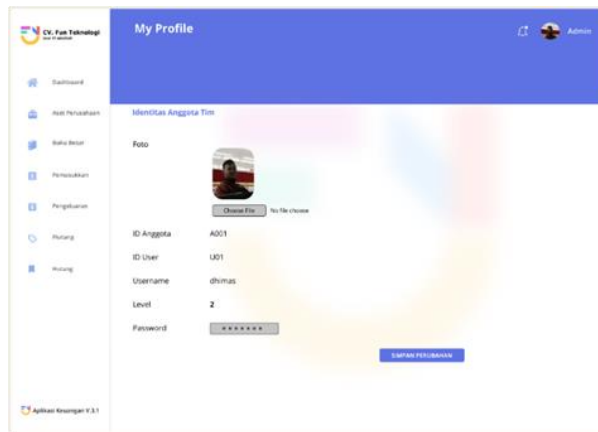 CV. Fun Teknologi
My Profile
Admin
Dashboard
Aset Perusahaan
Identitas Anggota Tim
Buku Besar
Foto
Pemasukkan
Pengeluaran
Choose File
No file choose
Piutang
ID Anggota
A001
ID User
U01
Hutang
Username
dhimas
Level
2
Password
*******
SIMPAN PERUBAHAN
Aplikasi Keuangan V.3.1